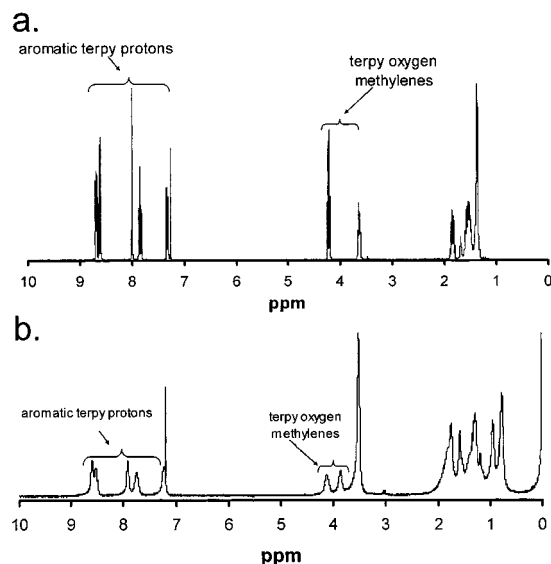 a.
aromatic terpy protons
terpy oxygen
methylenes
10 9 8 7 6 5 4 3 2 1 0
ppm
b.
aromatic terpy protons
terpy oxygen
methylenes
10 9 8 7 6 5 4 3 2 1 0
ppm